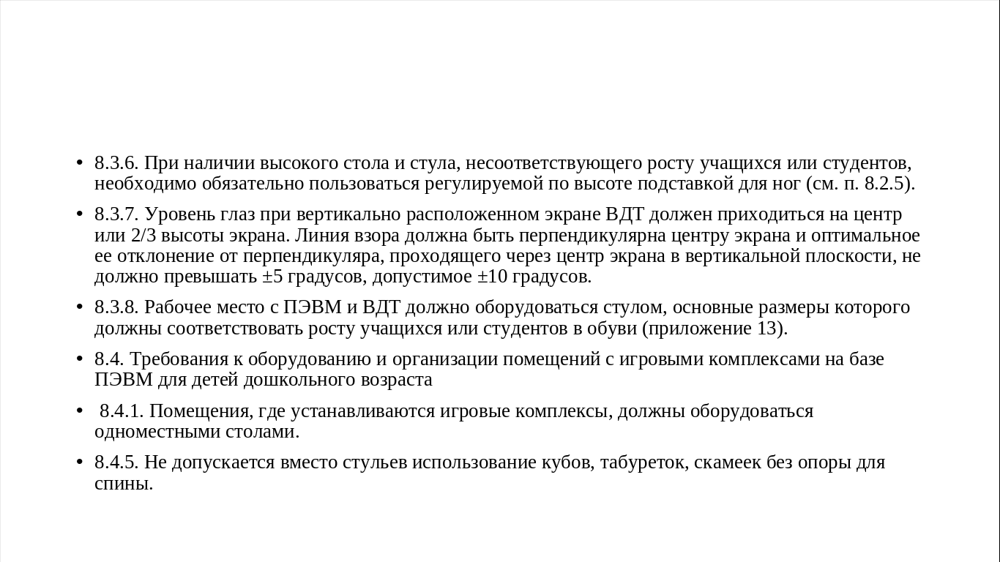 • 8.3.6. При наличии высокого стола и стула, несоответствующего росту учащихся или студентов,
необходимо обязательно пользоваться регулируемой по высоте подставкой для ног (см. п. 8.2.5).
• 8.3.7. Уровень глаз при вертикально расположенном экране ВДТ должен приходиться на центр
или 2/3 высоты экрана. Линия взора должна быть перпендикулярна центру экрана и оптимальное
ее отклонение от перпендикуляра, проходящего через центр экрана в вертикальной плоскости, не
должно превышать ±5 градусов, допустимое ±10 градусов.
• 8.3.8. Рабочее место с ПЭВМ и ВДТ должно оборудоваться стулом, основные размеры которого
должны соответствовать росту учащихся или студентов в обуви (приложение 13).
• 8.4. Требования к оборудованию и организации помещений с игровыми комплексами на базе
ПЭВМ для детей дошкольного возраста
• 8.4.1. Помещения, где устанавливаются игровые комплексы, должны оборудоваться
одноместными столами.
• 8.4.5. Не допускается вместо стульев использование кубов, табуреток, скамеек без опоры для
спины.